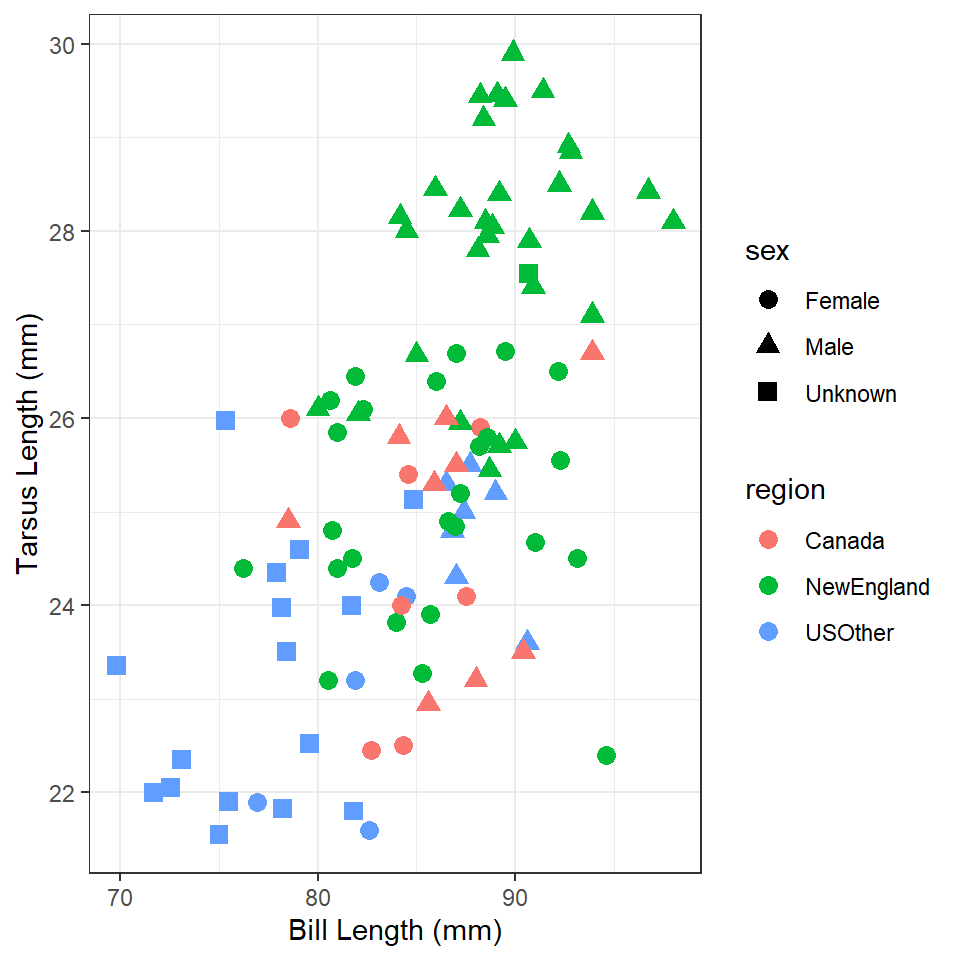 30
28
26
24
22
Tarsus Length (mm)
70 80 90
Bill Length (mm)
sex
Female
Male
Unknown
region
Canada
NewEngland
USOther